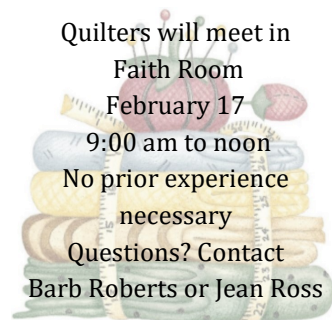 Quilters will meet in
Faith Room
February 17
9:00 am to noon
No prior experience
necessary
Questions? Contact
Barb Roberts or Jean Ross